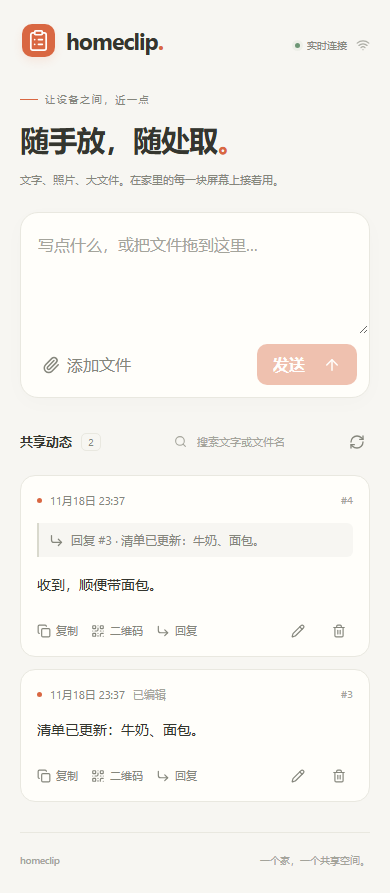 homeclip.
实时连接
让设备之间，近一点
随手放，随处取。
文字、照片、大文件。在家里的每一块屏幕上接着用。
写点什么，或把文件拖到这里...
添加文件
发送
共享动态 2
搜索文字或文件名
11月18日 23:37 #4
回复 #3 · 清单已更新：牛奶、面包。
收到，顺便带面包。
复制 二维码 回复
11月18日 23:37 已编辑 #3
清单已更新：牛奶、面包。
复制 二维码 回复
homeclip 一个家，一个共享空间。